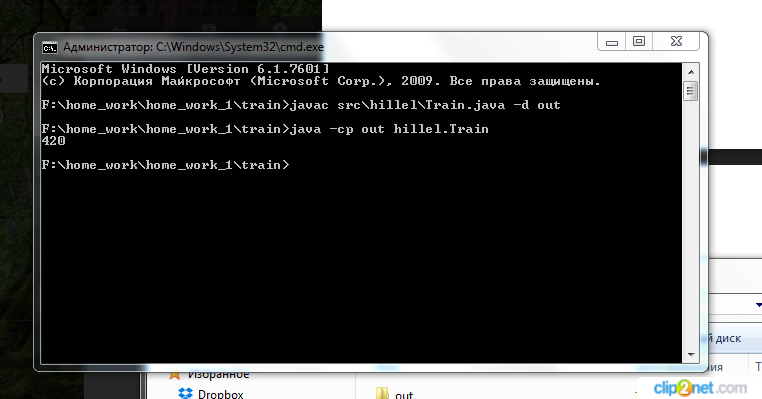 Администратор: C:\Windows\System32\cmd.exe
Microsoft Windows [Version 6.1.7601]
(c) Корпорация Майкрософт (Microsoft Corp.), 2009. Все права защищены.
F:\home_work\home_work_1\train>javac src\hillel\Train.java -d out
F:\home_work\home_work_1\train>java -cp out hillel.Train
420
F:\home_work\home_work_1\train>
й диск
Избранное
Dropbox
out
clip2net.com